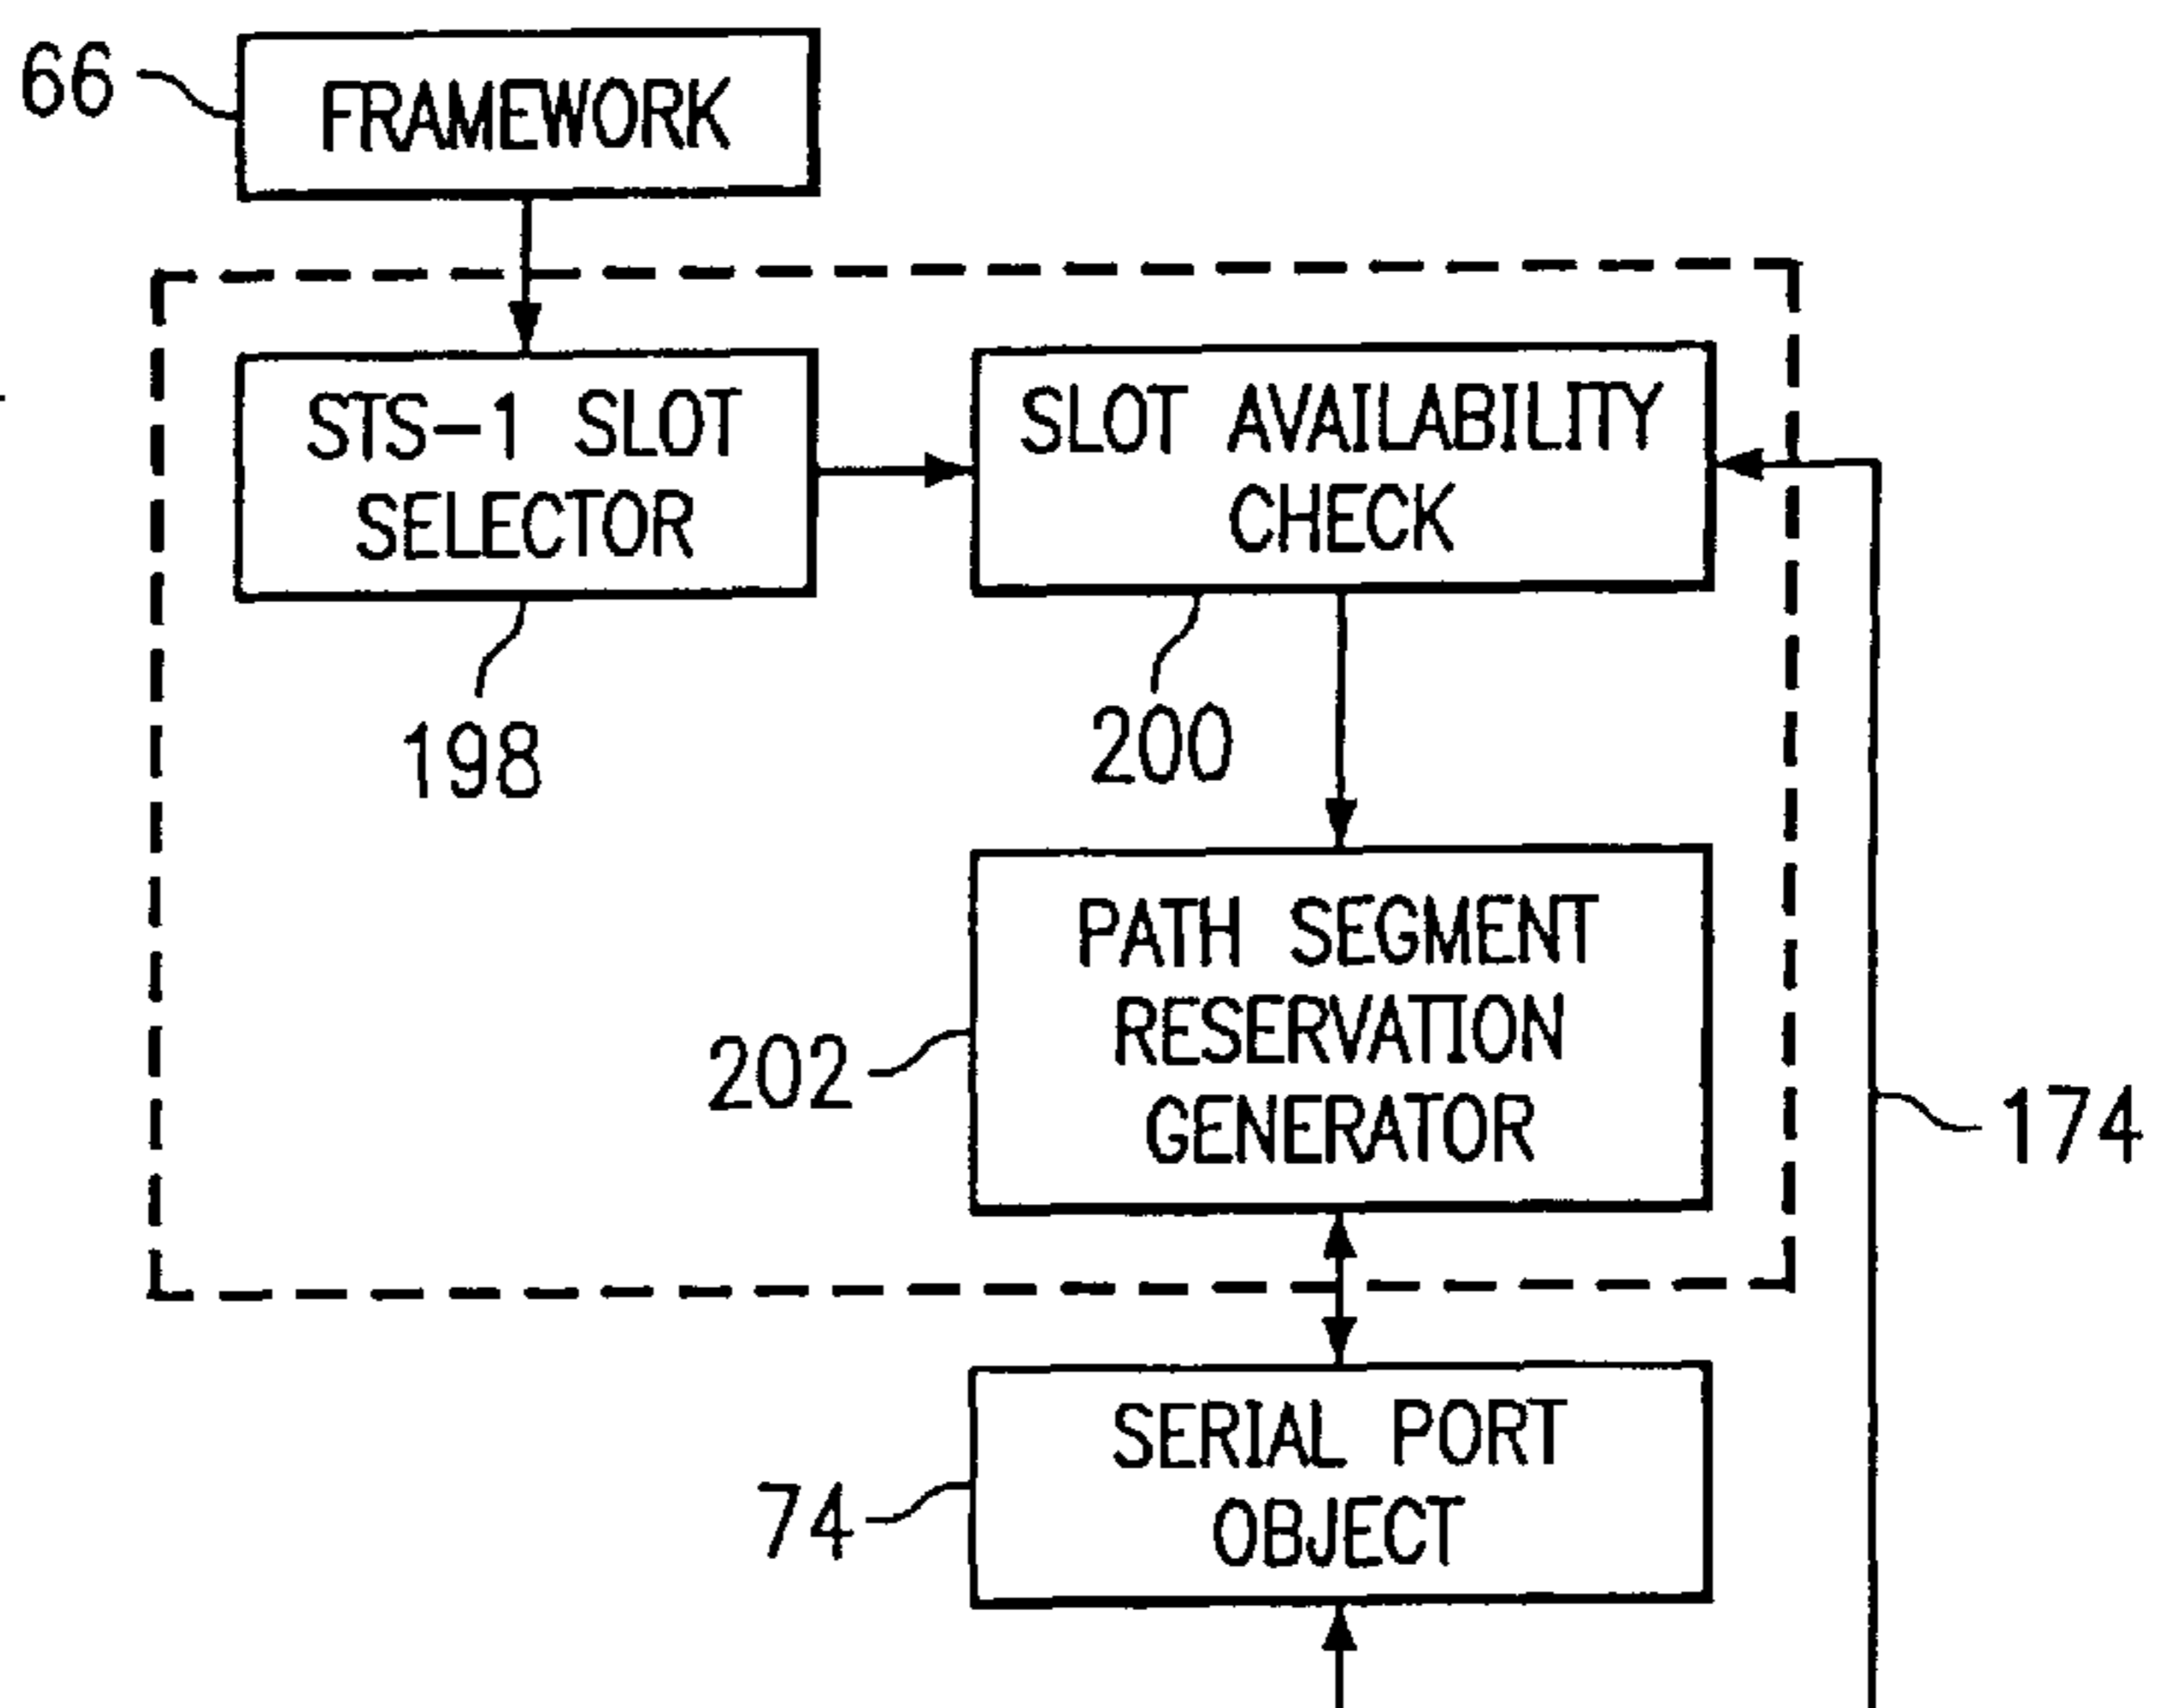 66
FRAMEWORK
STS-1 SLOT
SELECTOR
SLOT AVAILABILITY
CHECK
198
200
PATH SEGMENT
RESERVATION
GENERATOR
202
174
SERIAL PORT
OBJECT
74